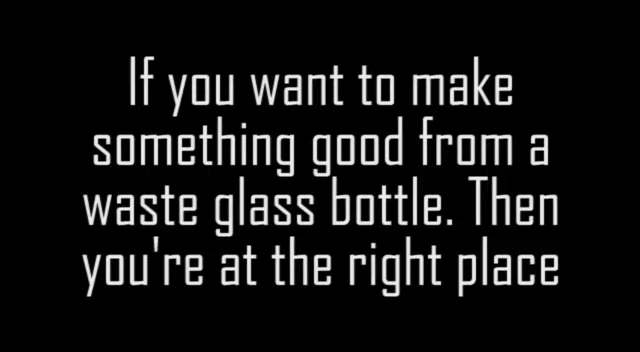 If you want to make
something good from a
waste glass bottle. Then
you're at the right place